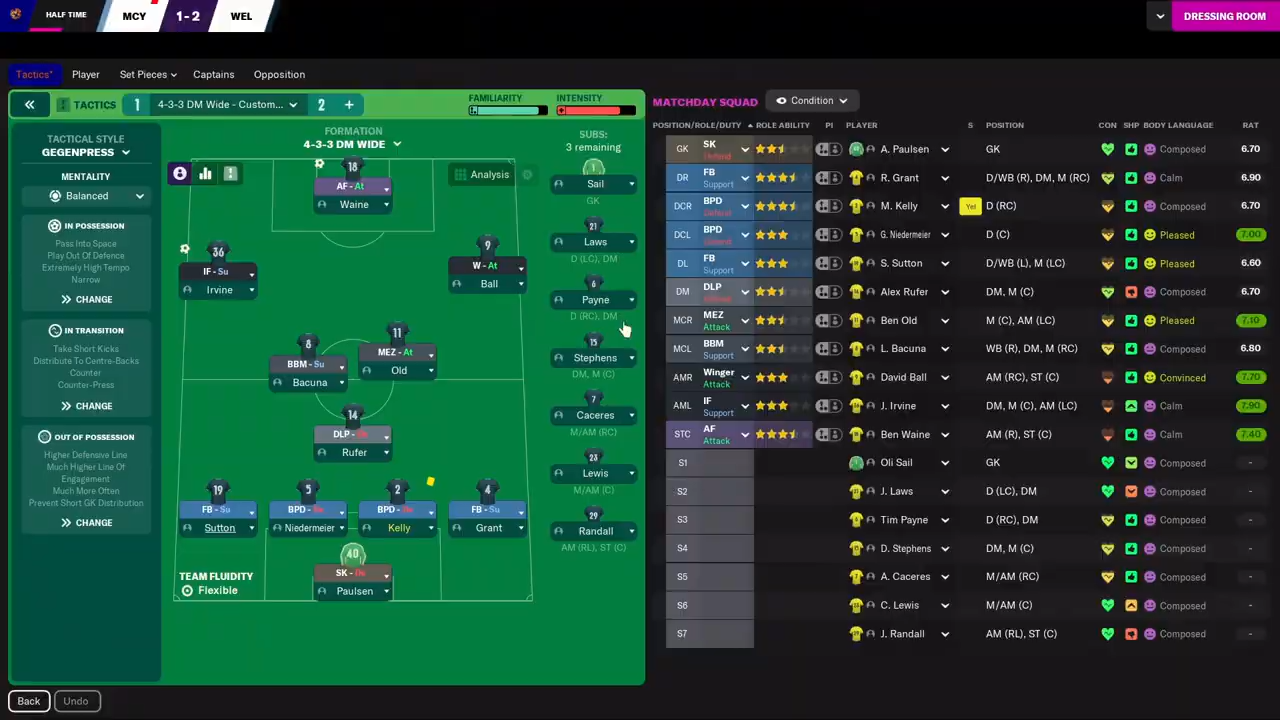 HALF TIME MCY 1 - 2 WEL DRESSING ROOM
Tactics* Player Set Pieces Captains Opposition
TACTICS 1 4-3-3 DM Wide - Custom... 2 + FAMILIARITY INTENSITY
TACTICAL STYLE
GEGENPRESS
MENTALITY
Balanced
IN POSSESSION
Pass Into Space
Play Out Of Defence
Extremely High Tempo
Narrow
CHANGE
IN TRANSITION
Take Short Kicks
Distribute To Centre-Backs
Counter
Counter-Press
CHANGE
OUT OF POSSESSION
Higher Defensive Line
Much Higher Line Of
Engagement
Much More Often
Prevent Short GK Distribution
CHANGE
FORMATION
4-3-3 DM WIDE
Analysis
18
AF - At
Waine
36
IF - Su
Irvine
9
W - At
Ball
8
BBM - Su
Bacuna
11
MEZ - At
Old
14
DLP - De
Rufer
19
FB - Su
Sutton
5
BPD - De
Niedermeier
2
BPD - De
Kelly
4
FB - Su
Grant
40
SK - De
Paulsen
TEAM FLUIDITY
Flexible
SUBS:
3 remaining
1
Sail
GK
21
Laws
D (LC), DM
6
Payne
D (RC), DM
15
Stephens
DM, M (C)
7
Caceres
M/AM (RC)
23
Lewis
M/AM (C)
29
Randall
AM (RL), ST (C)
MATCHDAY SQUAD Condition
POSITION/ROLE/DUTY ROLE ABILITY PI PLAYER S POSITION CON SHP BODY LANGUAGE RAT
GK SK Defend A. Paulsen GK Composed 6.70
DR FB Support R. Grant D/WB (R), DM, M (RC) Calm 6.90
DCR BPD Defend M. Kelly Yel D (RC) Composed 6.70
DCL BPD Defend G. Niedermeier D (C) Pleased 7.00
DL FB Support S. Sutton D/WB (L), M (LC) Pleased 6.60
DM DLP Defend Alex Rufer DM, M (C) Composed 6.70
MCR MEZ Attack Ben Old M (C), AM (LC) Pleased 7.10
MCL BBM Support L. Bacuna WB (R), DM, M (RC) Composed 6.80
AMR Winger Attack David Ball AM (RC), ST (C) Convinced 7.70
AML IF Support J. Irvine DM, M (C), AM (LC) Calm 7.90
STC AF Attack Ben Waine AM (R), ST (C) Calm 7.40
S1 Oli Sail GK Composed -
S2 J. Laws D (LC), DM Composed -
S3 Tim Payne D (RC), DM Composed -
S4 D. Stephens DM, M (C) Composed -
S5 A. Caceres M/AM (RC) Composed -
S6 C. Lewis M/AM (C) Composed -
S7 J. Randall AM (RL), ST (C) Composed -
Back Undo